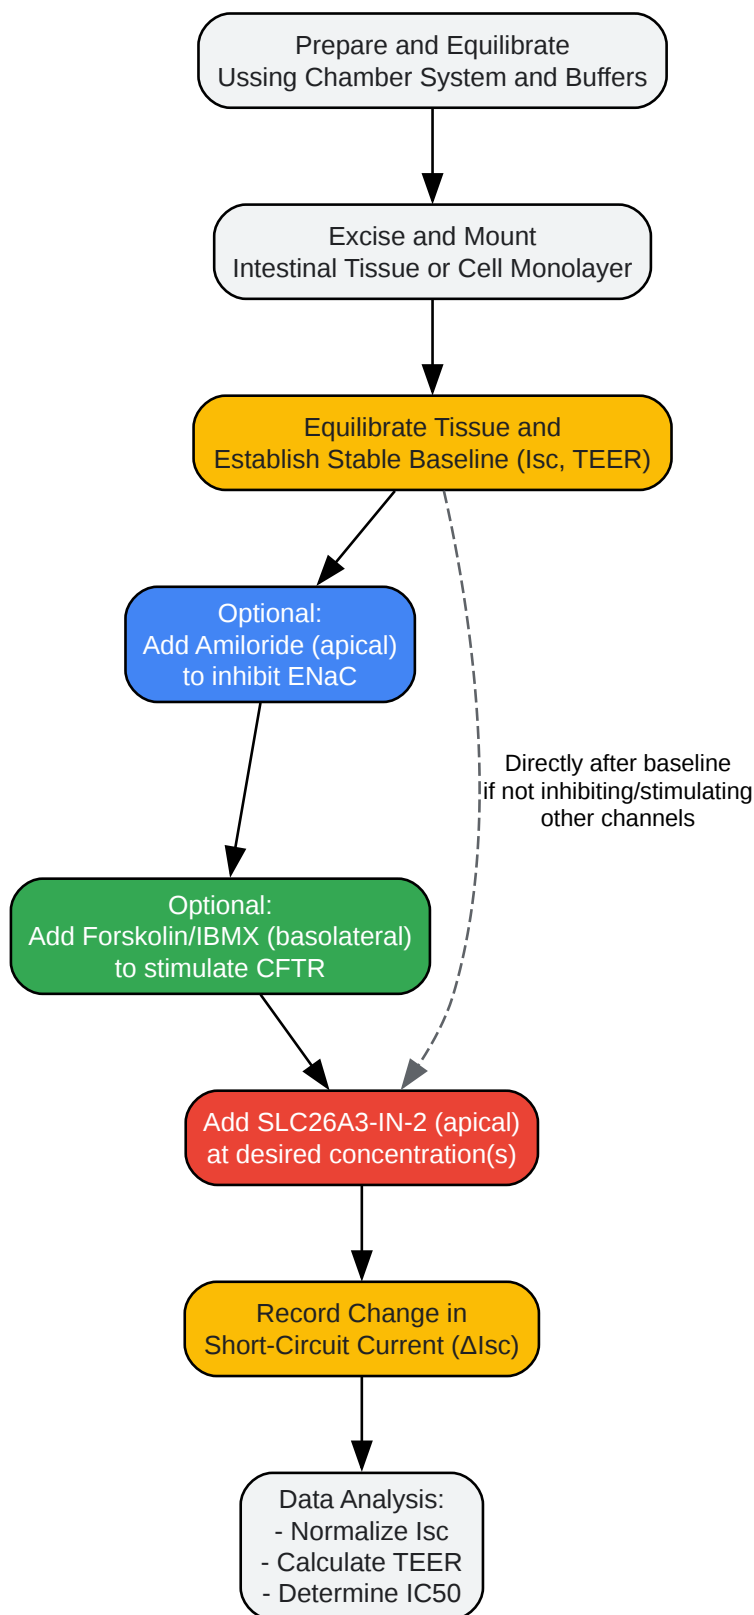 Prepare and Equilibrate
Ussing Chamber System and Buffers
Excise and Mount
Intestinal Tissue or Cell Monolayer
Equilibrate Tissue and
Establish Stable Baseline (Isc, TEER)
Optional:
Add Amiloride (apical)
to inhibit ENaC
Directly after baseline
if not inhibiting/stimulating
other channels
Optional:
Add Forskolin/IBMX (basolateral)
to stimulate CFTR
Add SLC26A3-IN-2 (apical)
at desired concentration(s)
Record Change in
Short-Circuit Current (ΔIsc)
Data Analysis:
- Normalize Isc
- Calculate TEER
- Determine IC50